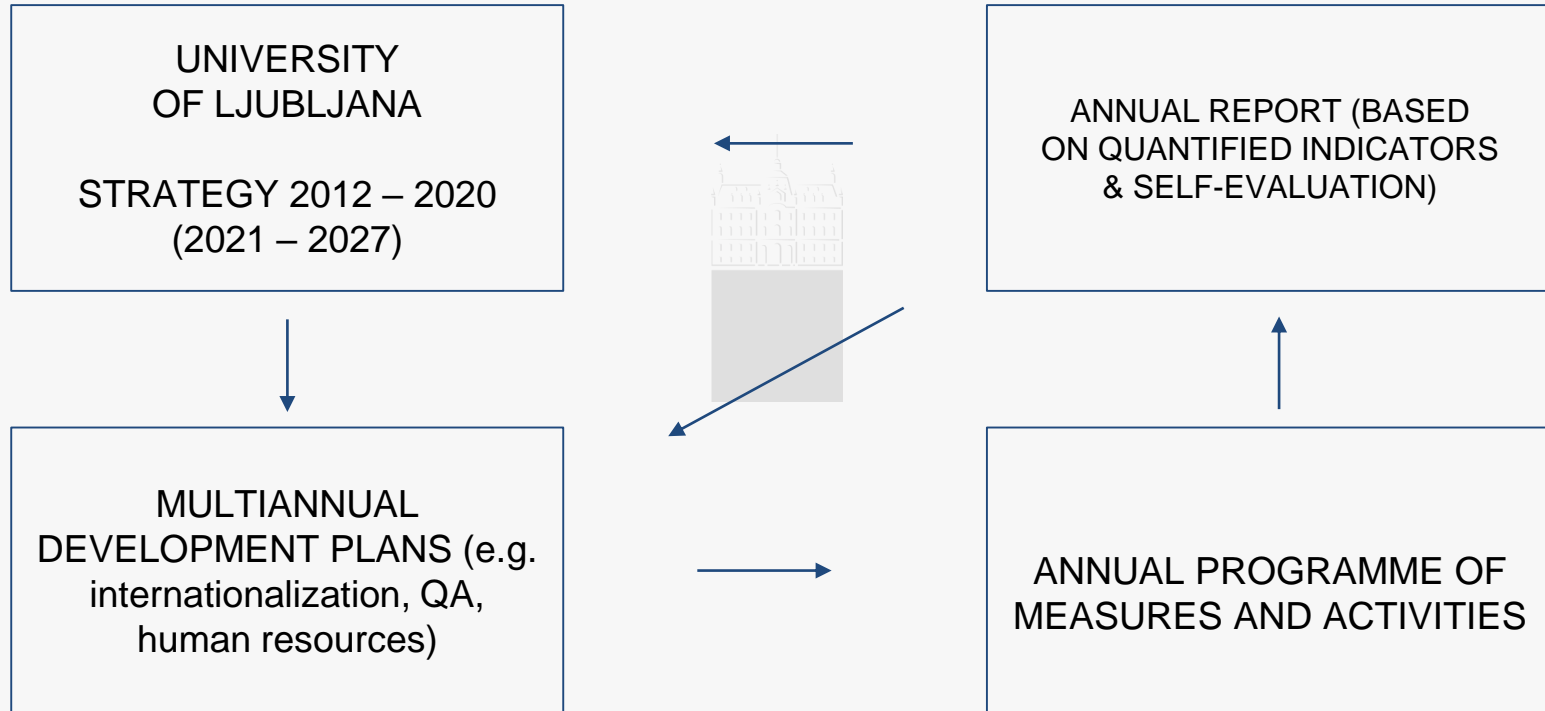 UNIVERSITY
OF LJUBLJANA
STRATEGY 2012 – 2020
(2021 – 2027)
ANNUAL REPORT (BASED
ON QUANTIFIED INDICATORS
& SELF-EVALUATION)
MULTIANNUAL
DEVELOPMENT PLANS (e.g.
internationalization, QA,
human resources)
ANNUAL PROGRAMME OF
MEASURES AND ACTIVITIES